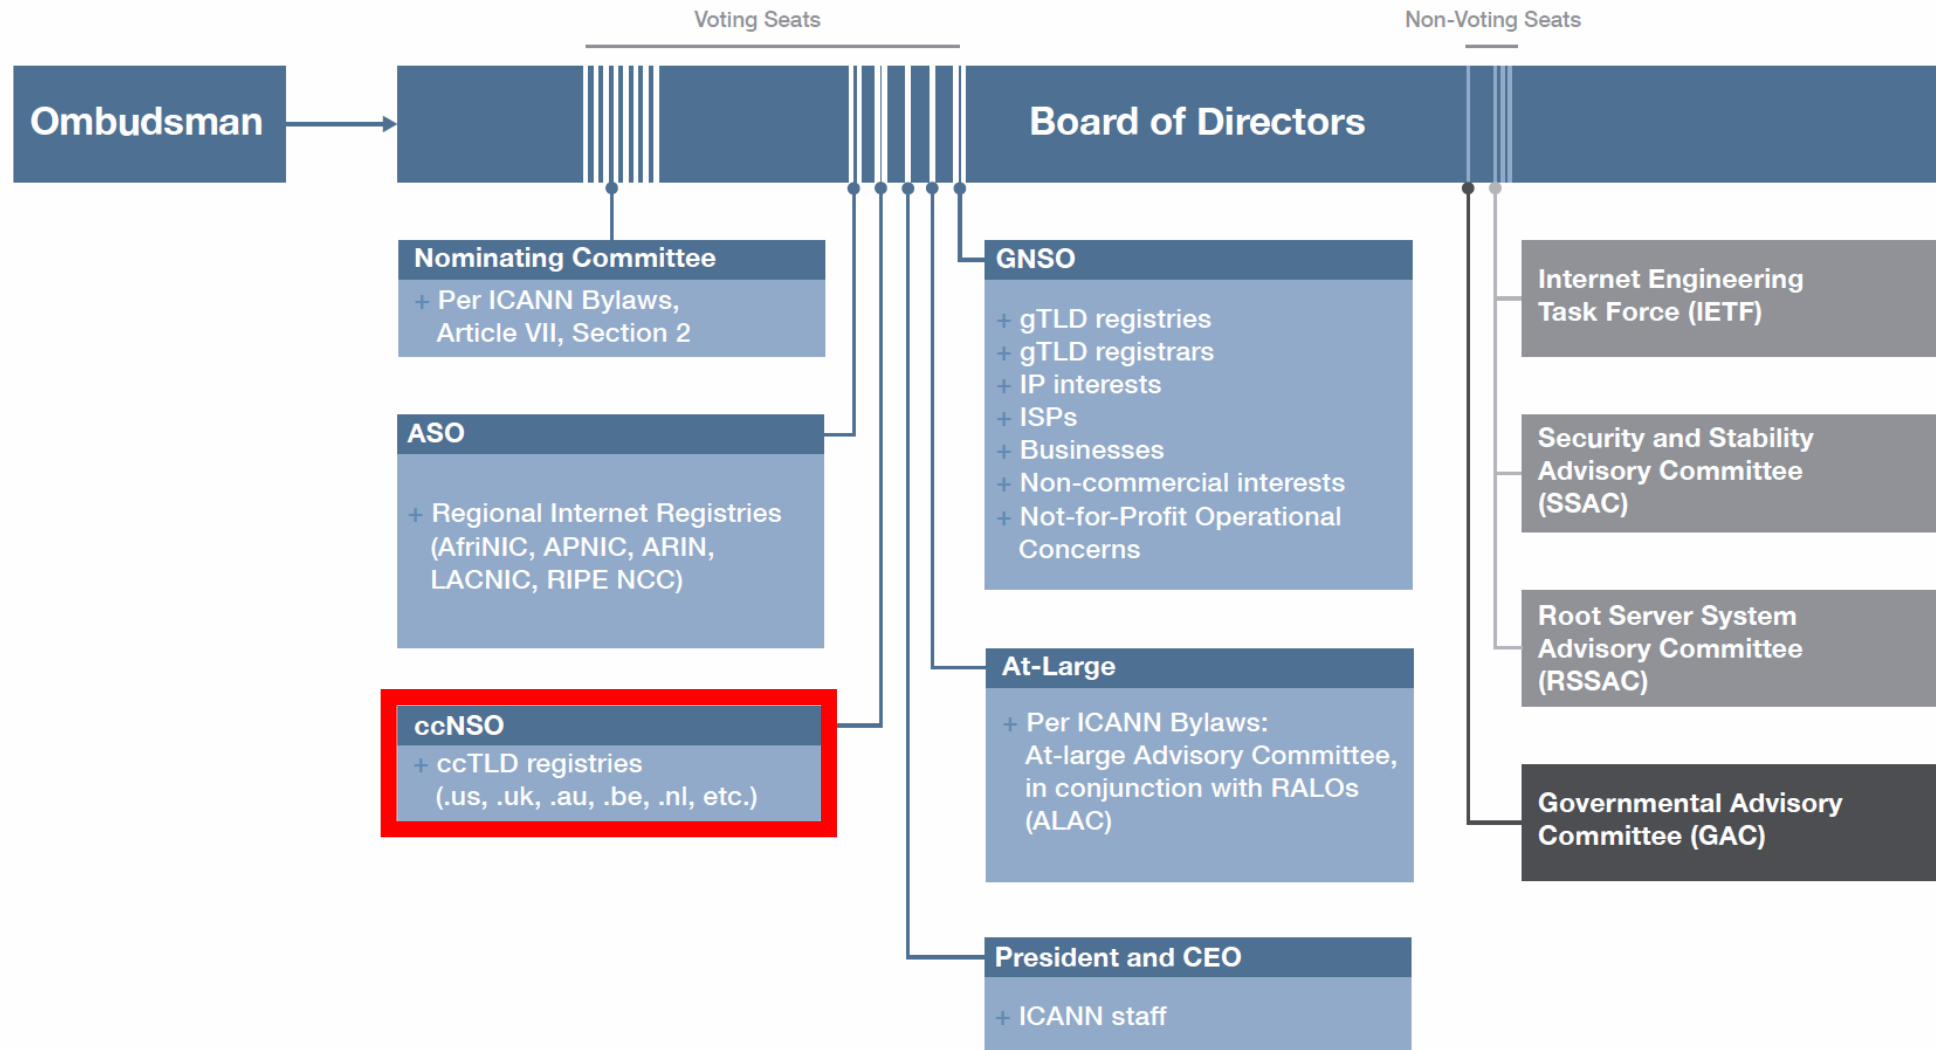 Voting Seats
Non-Voting Seats
Ombudsman
Board of Directors
Nominating Committee
+ Per ICANN Bylaws,
Article VII, Section 2
ASO
+ Regional Internet Registries
(AfriNIC, APNIC, ARIN,
LACNIC, RIPE NCC)
ccNSO
+ ccTLD registries
(.us, .uk, .au, .be, .nl, etc.)
GNSO
+ gTLD registries
+ gTLD registrars
+ IP interests
+ ISPs
+ Businesses
+ Non-commercial interests
+ Not-for-Profit Operational
Concerns
At-Large
+ Per ICANN Bylaws:
At-large Advisory Committee,
in conjunction with RALOs
(ALAC)
President and CEO
+ ICANN staff
Internet Engineering
Task Force (IETF)
Security and Stability
Advisory Committee
(SSAC)
Root Server System
Advisory Committee
(RSSAC)
Governmental Advisory
Committee (GAC)